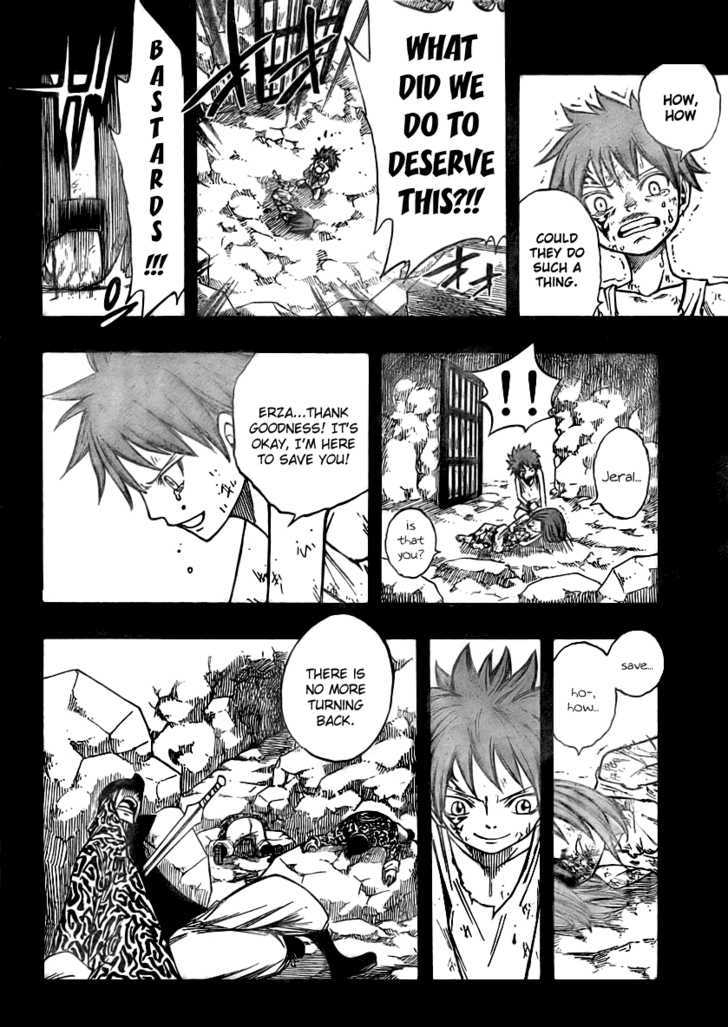 HOW,
HOW
COULD
THEY DO
SUCH A
THING.
WHAT
DID WE
DO TO
DESERVE
THIS?!!
BASTARDS!!!
!!
Jeral...
is
that
you?
ERZA...THANK
GOODNESS! IT'S
OKAY, I'M HERE
TO SAVE YOU!
save...
ho-,
how...
THERE IS
NO MORE
TURNING
BACK.